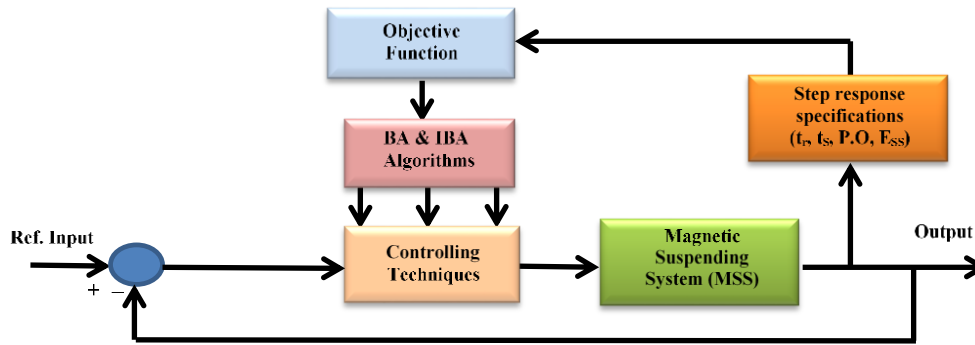 Objective
Function
BA & IBA
Algorithms
Step response
specifications
(tr, ts, P.O, ESS)
Ref. Input
+ −
Controlling
Techniques
Magnetic
Suspending
System (MSS)
Output